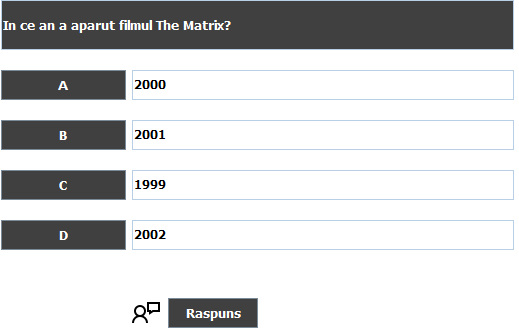 In ce an a aparut filmul The Matrix?
A 2000
B 2001
C 1999
D 2002
Raspuns